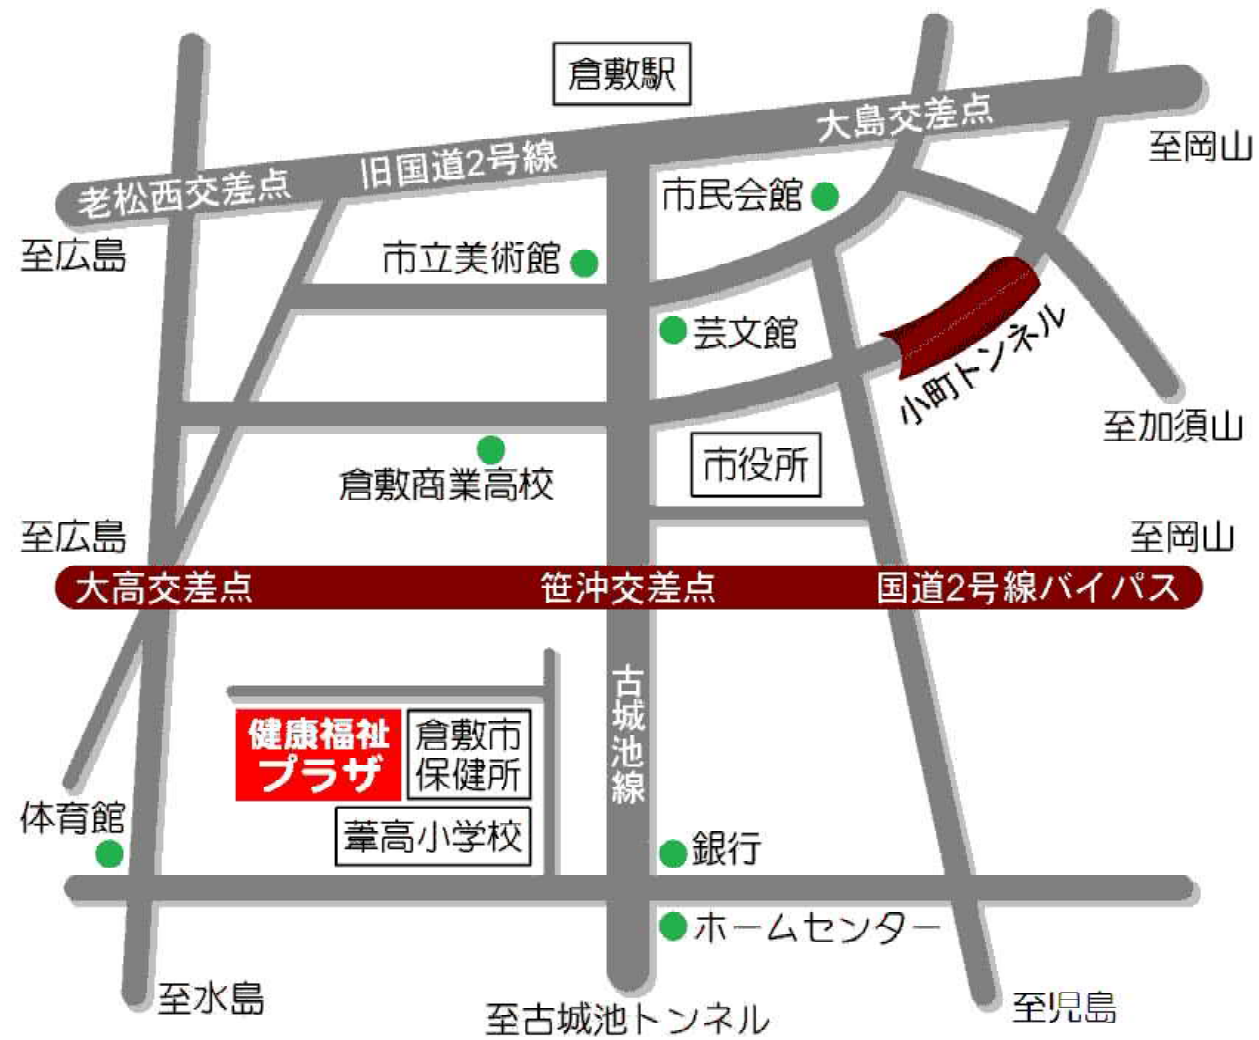 倉敷駅
大島交差点
至岡山
旧国道2号線
老松西交差点
市民会館
至広島
市立美術館
芸文館
小町トンネル
至加須山
市役所
倉敷商業高校
至広島
至岡山
大高交差点
笹沖交差点
国道2号線バイパス
古城池線
健康福祉
プラザ
倉敷市
保健所
葦高小学校
体育館
銀行
ホームセンター
至水島
至古城池トンネル
至児島